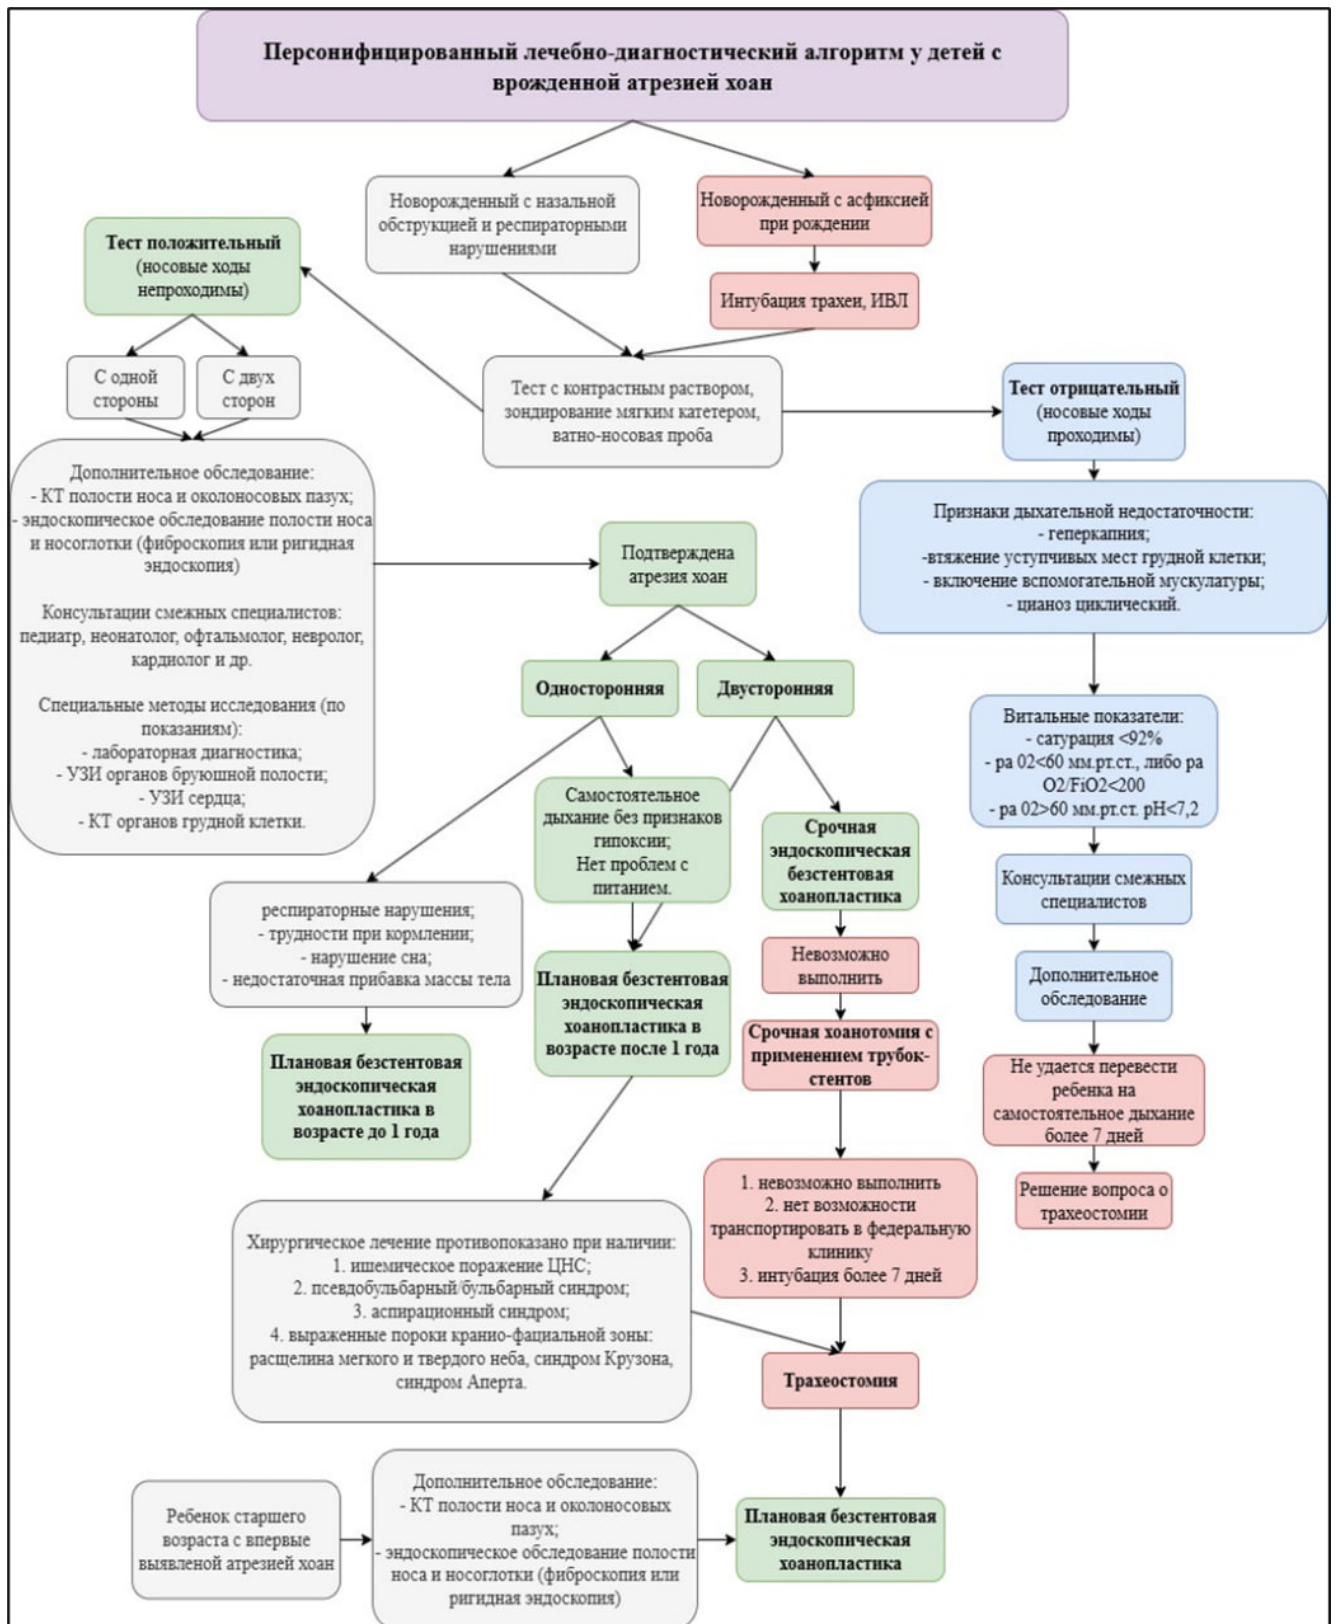 Персонифицированный лечебно-диагностический алгоритм у детей с
врожденной атрезией хоан
Новорожденный с назальной
обструкцией и респираторными
нарушениями
Новорожденный с асфиксией
при рождении
Интубация трахеи, ИВЛ
Тест положительный
(носовые ходы
непроходимы)
С одной
стороны
С двух
сторон
Тест с контрастным раствором,
зондирование мягким катетером,
ватно-носовая проба
Тест отрицательный
(носовые ходы
проходимы)
Дополнительное обследование:
- КТ полости носа и околоносовых пазух;
- эндоскопическое обследование полости носа
и носоглотки (фиброскопия или ригидная
эндоскопия)
Консультации смежных специалистов:
педиатр, неонатолог, офтальмолог, невролог,
кардиолог и др.
Специальные методы исследования (по
показаниям):
- лабораторная диагностика;
- УЗИ органов бруюшной полости;
- УЗИ сердца;
- КТ органов грудной клетки.
Подтверждена
атрезия хоан
Признаки дыхательной недостаточности:
- геперкапния;
-втяжение уступчивых мест грудной клетки;
- включение вспомогательной мускулатуры;
- цианоз циклический.
Односторонняя
Двусторонняя
Витальные показатели:
- сатурация <92%
- ра 02<60 мм.рт.ст., либо ра
O2/FiO2<200
- ра 02>60 мм.рт.ст. pH<7,2
Самостоятельное
дыхание без признаков
гипоксии;
Нет проблем с
питанием.
Срочная
эндоскопическая
безстентовая
хоанопластика
Консультации смежных
специалистов
респираторные нарушения;
- трудности при кормлении;
- нарушение сна;
- недостаточная прибавка массы тела
Невозможно
выполнить
Плановая безстентовая
эндоскопическая
хоанопластика в
возрасте после 1 года
Дополнительное
обследование
Плановая безстентовая
эндоскопическая
хоанопластика в
возрасте до 1 года
Срочная хоанотомия с
применением трубок-
стентов
Не удается перевести
ребенка на
самостоятельное дыхание
более 7 дней
1. невозможно выполнить
2. нет возможности
транспортировать в федеральную
клинику
3. интубация более 7 дней
Решение вопроса о
трахеостомии
Хирургическое лечение противопоказано при наличии:
1. ишемическое поражение ЦНС;
2. псевдобульбарный/бульбарный синдром;
3. аспирационный синдром;
4. выраженные пороки кранио-фациальной зоны:
расщелина мегкого и твердого неба, синдром Крузона,
синдром Аперта.
Трахеостомия
Ребенок старшего
возраста с впервые
выявленой атрезией хоан
Дополнительное обследование:
- КТ полости носа и околоносовых
пазух;
- эндоскопическое обследование полости
носа и носоглотки (фиброскопия или
ригидная эндоскопия)
Плановая безстентовая
эндоскопическая
хоанопластика